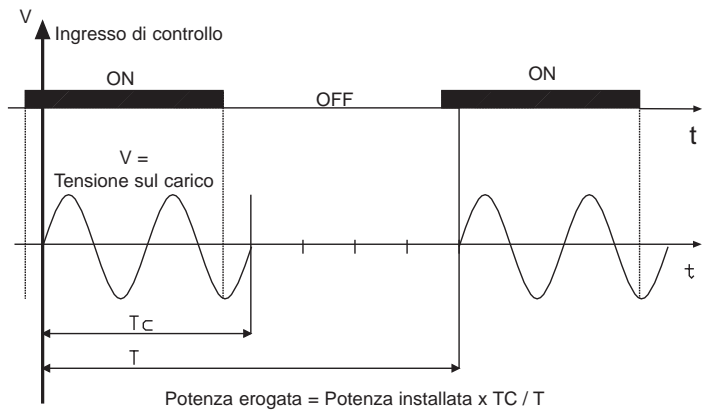 V
Ingresso di controllo
ON
OFF
ON
t
V =
Tensione sul carico
t
Tc
T
Potenza erogata = Potenza installata x TC / T